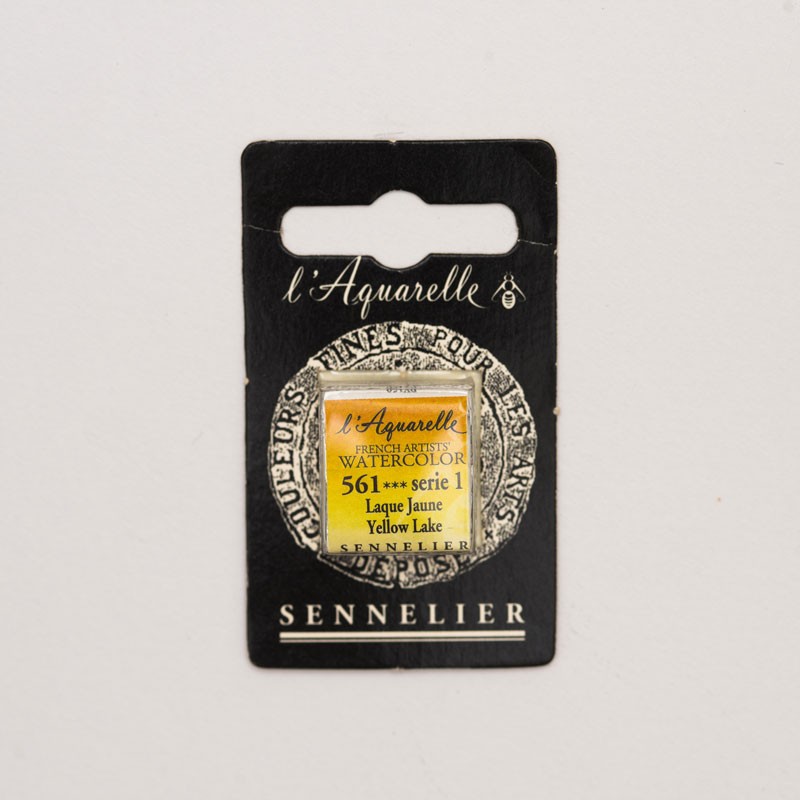 l'Aquarelle
COULEURS FINES POUR LES ARTS
l'Aquarelle
FRENCH ARTISTS'
WATERCOLOR
561*** serie 1
Laque Jaune
Yellow Lake
SENNELIER
DEPOSE
SENNELIER